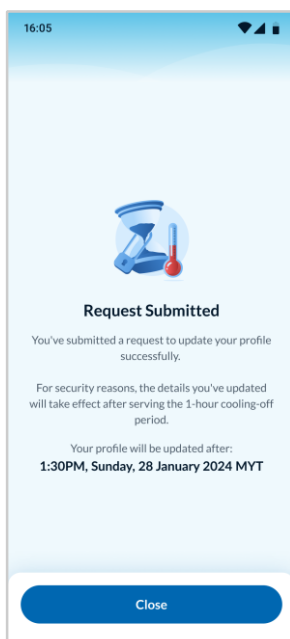 16:05
Request Submitted
You've submitted a request to update your profile
successfully.
For security reasons, the details you've updated
will take effect after serving the 1-hour cooling-off
period.
Your profile will be updated after:
1:30PM, Sunday, 28 January 2024 MYT
Close